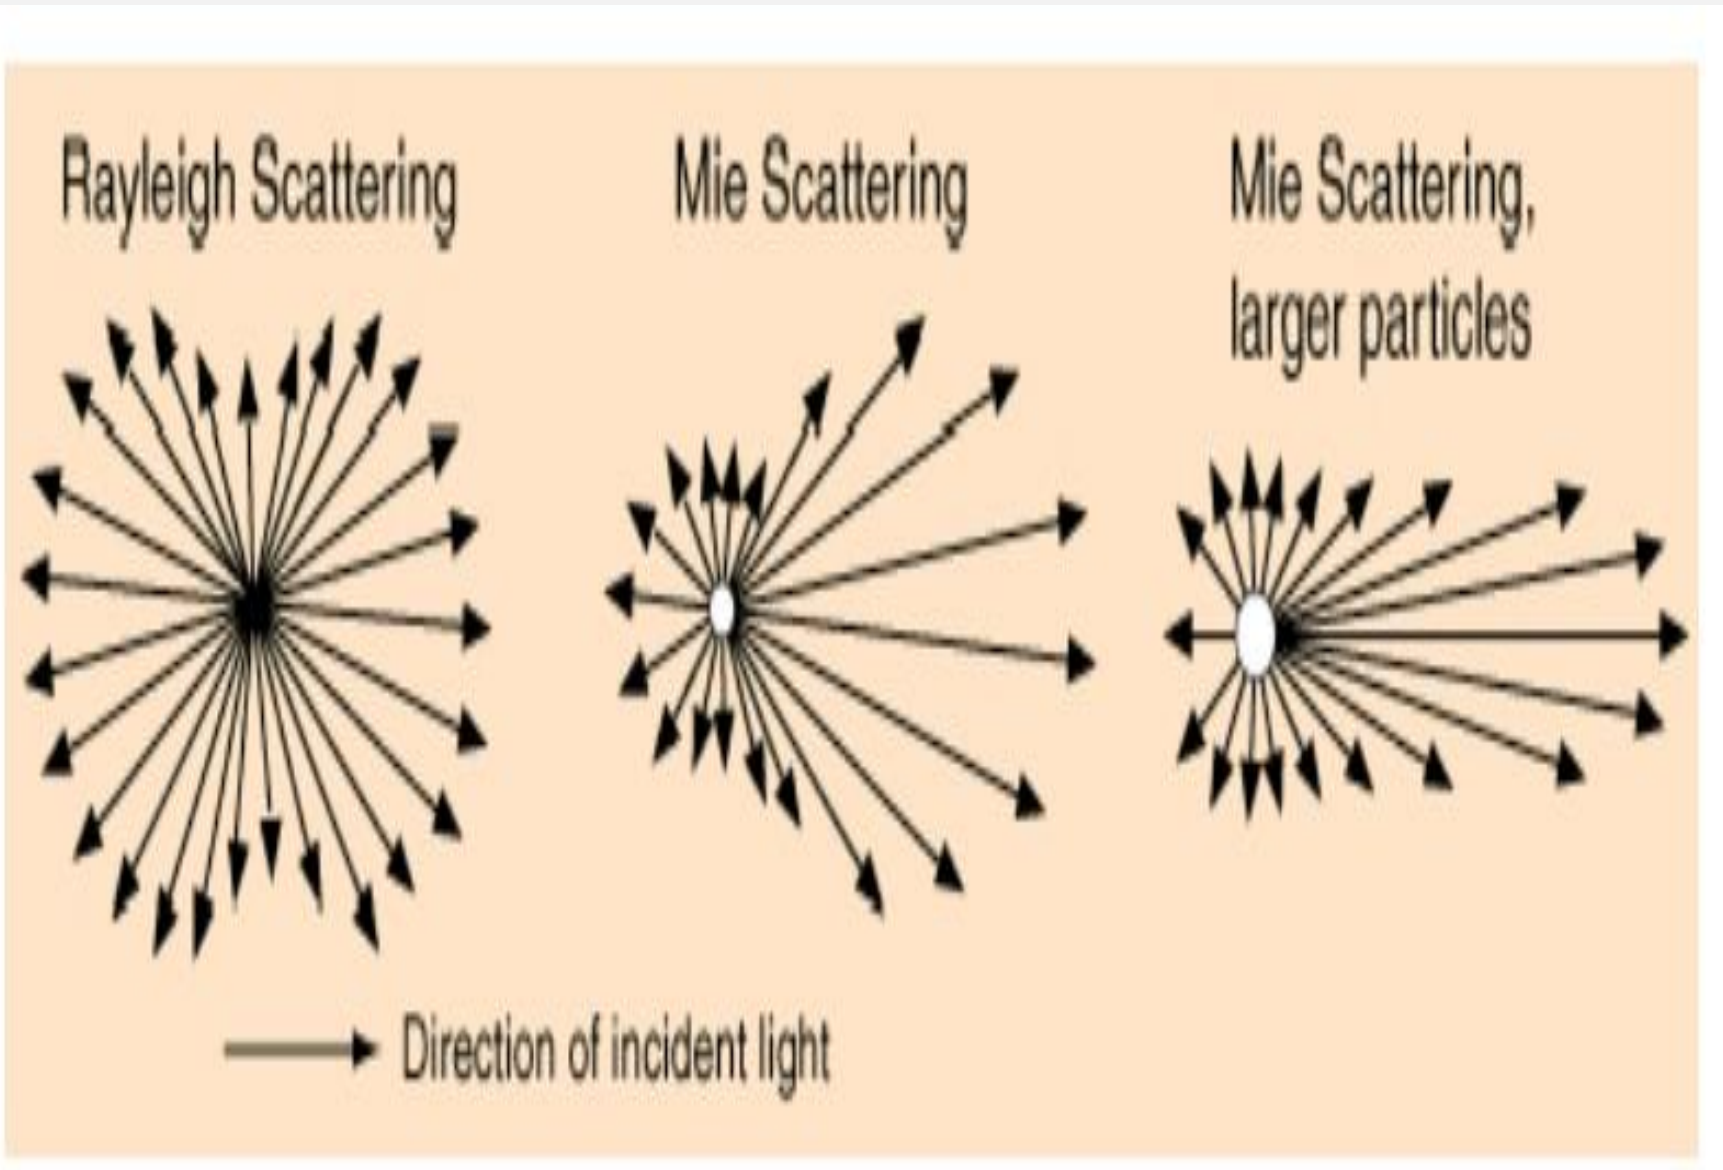 Rayleigh Scattering
Mie Scattering
Mie Scattering,
larger particles
Direction of incident light